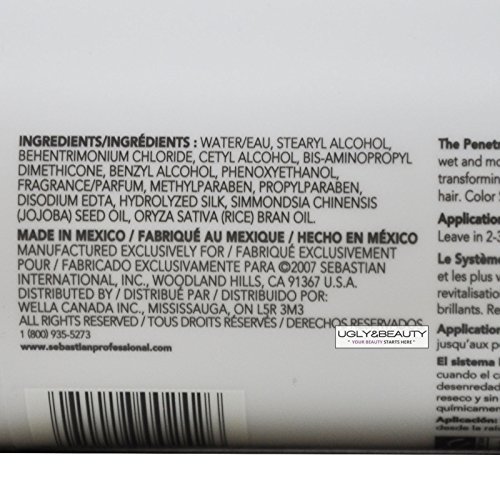 INGREDIENTS/INGRÉDIENTS : WATER/EAU, STEARYL ALCOHOL,
BEHENTRIMONIUM CHLORIDE, CETYL ALCOHOL, BIS-AMINOPROPYL
DIMETHICONE, BENZYL ALCOHOL, PHENOXYETHANOL,
FRAGRANCE/PARFUM, METHYLPARABEN, PROPYLPARABEN,
DISODIUM EDTA, HYDROLYZED SILK, SIMMONDSIA CHINENSIS
(JOJOBA) SEED OIL, ORYZA SATIVA (RICE) BRAN OIL.
MADE IN MEXICO / FABRIQUÉ AU MEXIQUE / HECHO EN MÉXICO
MANUFACTURED EXCLUSIVELY FOR / FABRIQUÉ EXCLUSIVEMENT
POUR / FABRICADO EXCLUSIVAMENTE PARA ©2007 SEBASTIAN
INTERNATIONAL, INC., WOODLAND HILLS, CA 91367 U.S.A.
DISTRIBUTED BY / DISTRIBUÉ PAR / DISTRIBUIDO POR:
WELLA CANADA INC., MISSISSAUGA, ON L5R 3M3
ALL RIGHTS RESERVED / TOUS DROITS RÉSERVÉS / DERECHOS RESERVADOS
1 (800) 935-5273
www.sebastianprofessional.com
UGLY&BEAUTY
" YOUR BEAUTY STARTS HERE "
The Penetr
wet and mo
transformin
hair. Color
Application
Leave in 2-3
Le Système
et les plus v
revitalisation
brillants. Re
Application
jusqu'aux p
El sistema
cuando el c
desenredad
reseco y sin
químicamen
Aplicación:
desde la raí